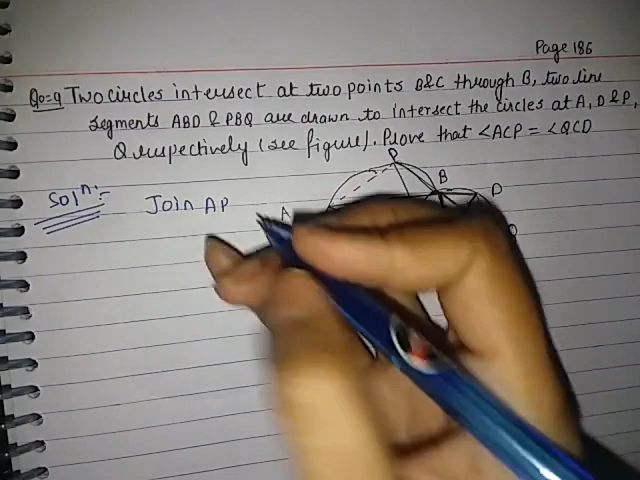 Page 186
Qo=9 Two circles intersect at two points B&C through B, two line
segments ABD & PBQ are drawn to intersect the circles at A, D & P,
Q respectively (see figure). Prove that ∠ACP = ∠QCD
Solⁿ:- Join AP
P
B
D
A
Q